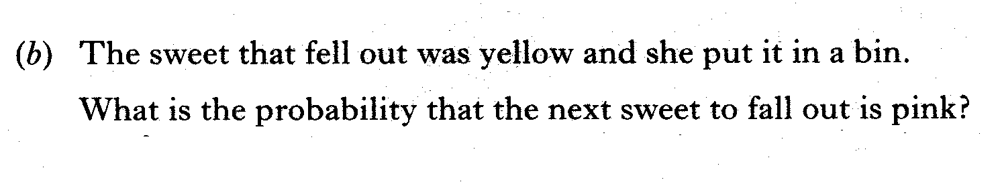 (b) The sweet that fell out was yellow and she put it in a bin.
What is the probability that the next sweet to fall out is pink?